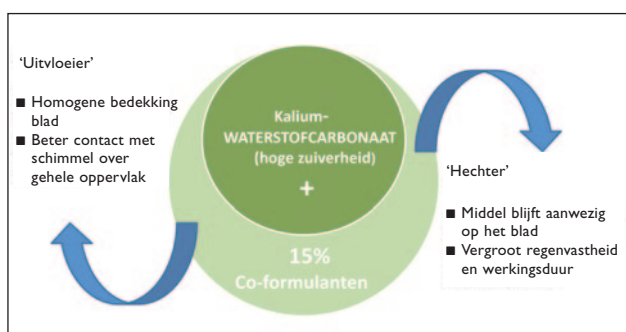 'Uitvloeier'
■ Homogene bedekking
blad
■ Beter contact met
schimmel over
gehele oppervlak
Kalium-
WATERSTOFCARBONAAT
(hoge zuiverheid)
+
15%
Co-formulanten
'Hechter'
■ Middel blijft aanwezig
op het blad
■ Vergroot regenvastheid
en werkingsduur